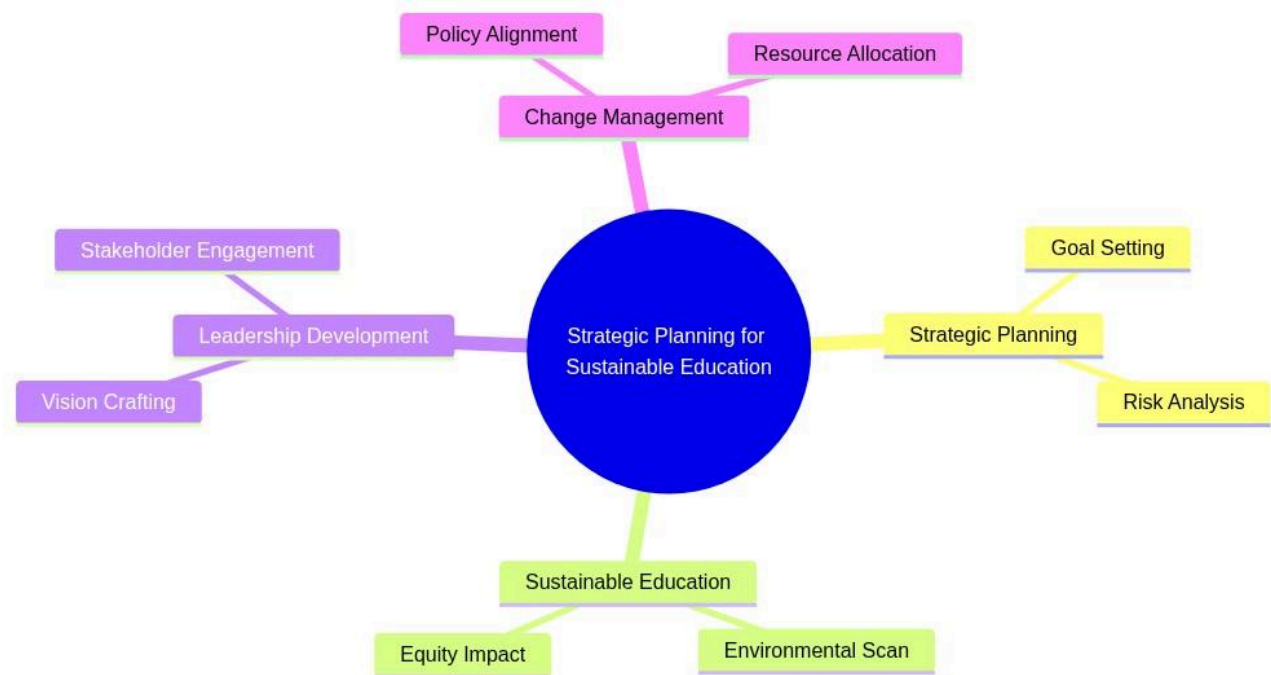 Policy Alignment
Resource Allocation
Change Management
Stakeholder Engagement
Goal Setting
Leadership Development
Strategic Planning for
Sustainable Education
Strategic Planning
Vision Crafting
Risk Analysis
Sustainable Education
Equity Impact
Environmental Scan